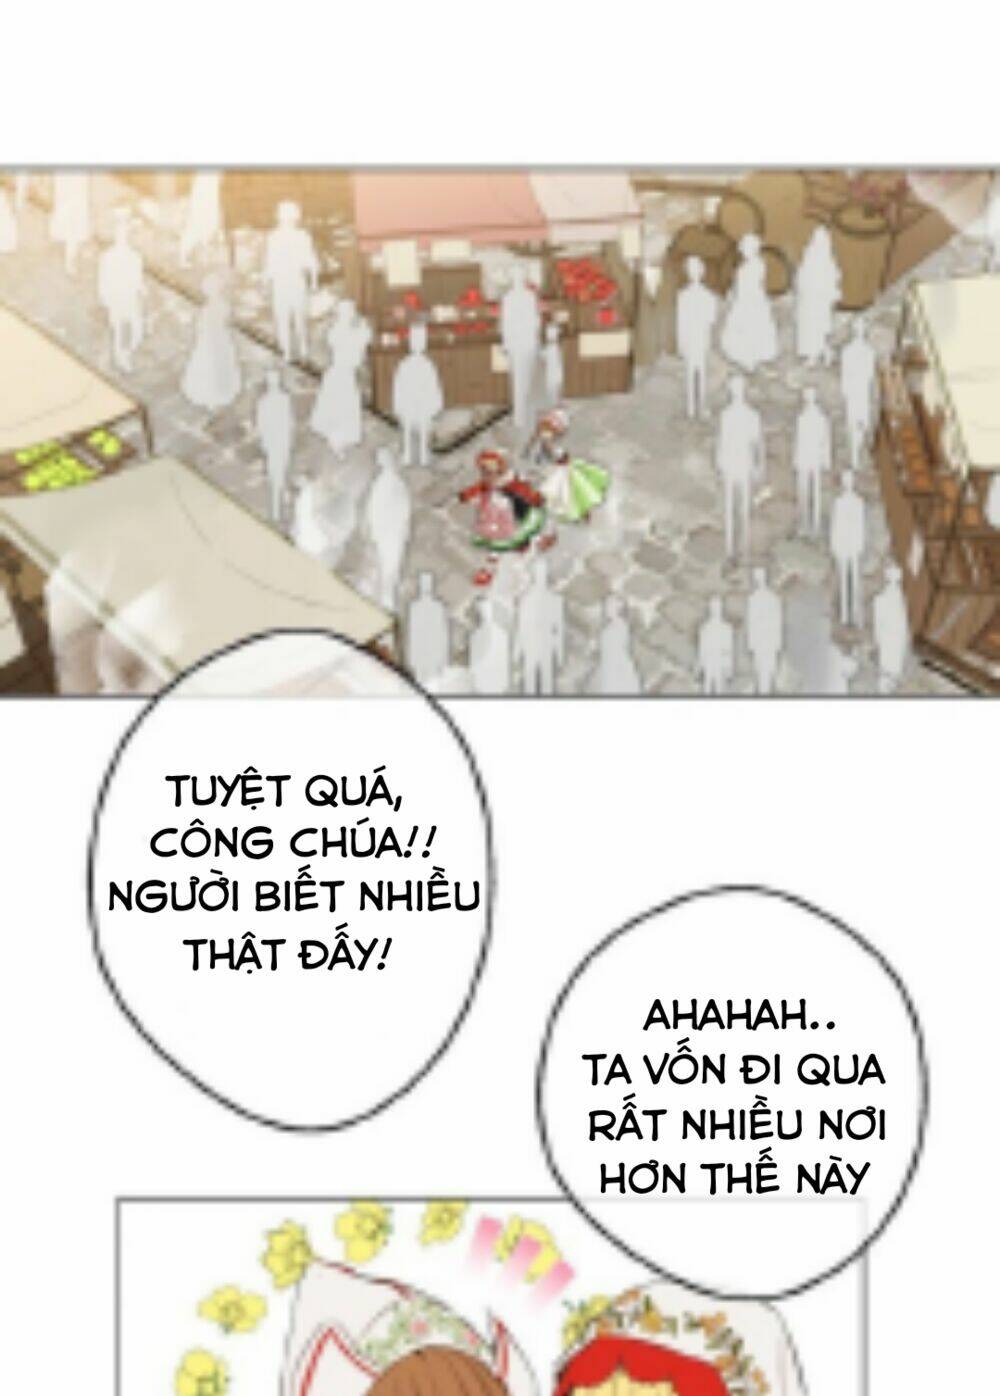 TUYỆT QUÁ,
CÔNG CHÚA!!
NGƯỜI BIẾT NHIỀU
THẬT ĐẤY!
AHAHAH..
TA VỐN ĐI QUA
RẤT NHIỀU NƠI
HƠN THẾ NÀY